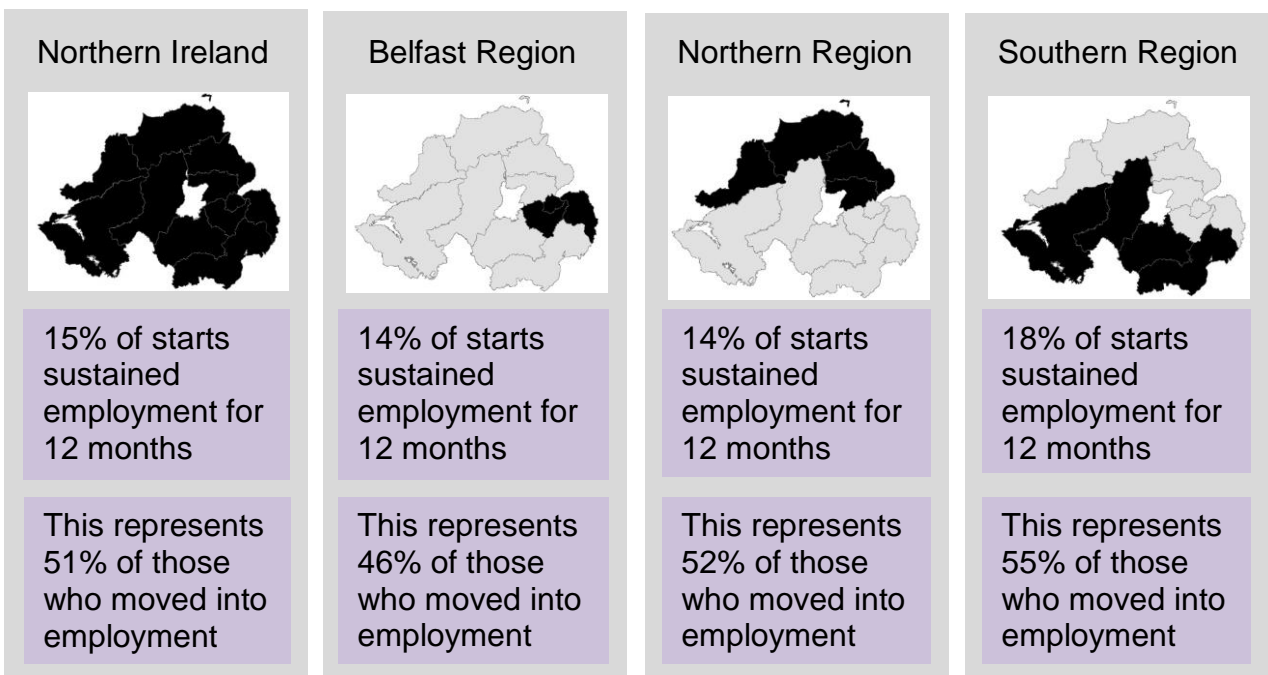 Northern Ireland
15% of starts
sustained
employment for
12 months
This represents
51% of those
who moved into
employment
Belfast Region
14% of starts
sustained
employment for
12 months
This represents
46% of those
who moved into
employment
Northern Region
14% of starts
sustained
employment for
12 months
This represents
52% of those
who moved into
employment
Southern Region
18% of starts
sustained
employment for
12 months
This represents
55% of those
who moved into
employment